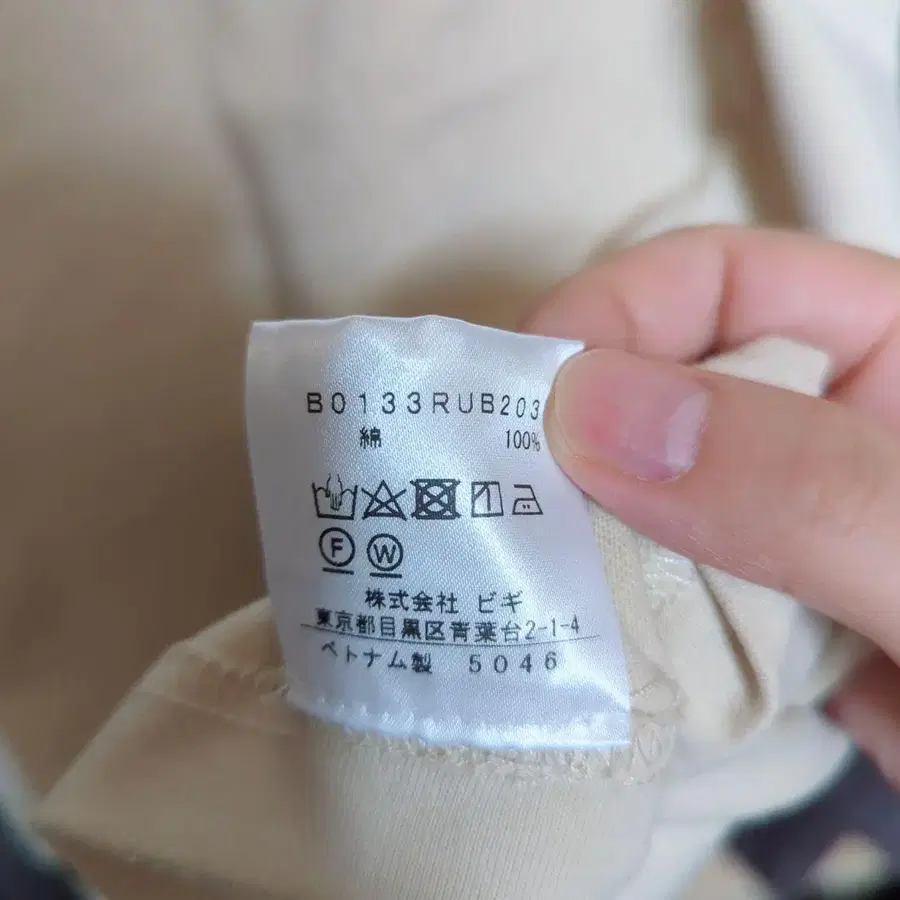 B0133RUB203
綿 100%
F W
株式会社 ビギ
東京都目黒区青葉台2-1-4
ベトナム製 5046